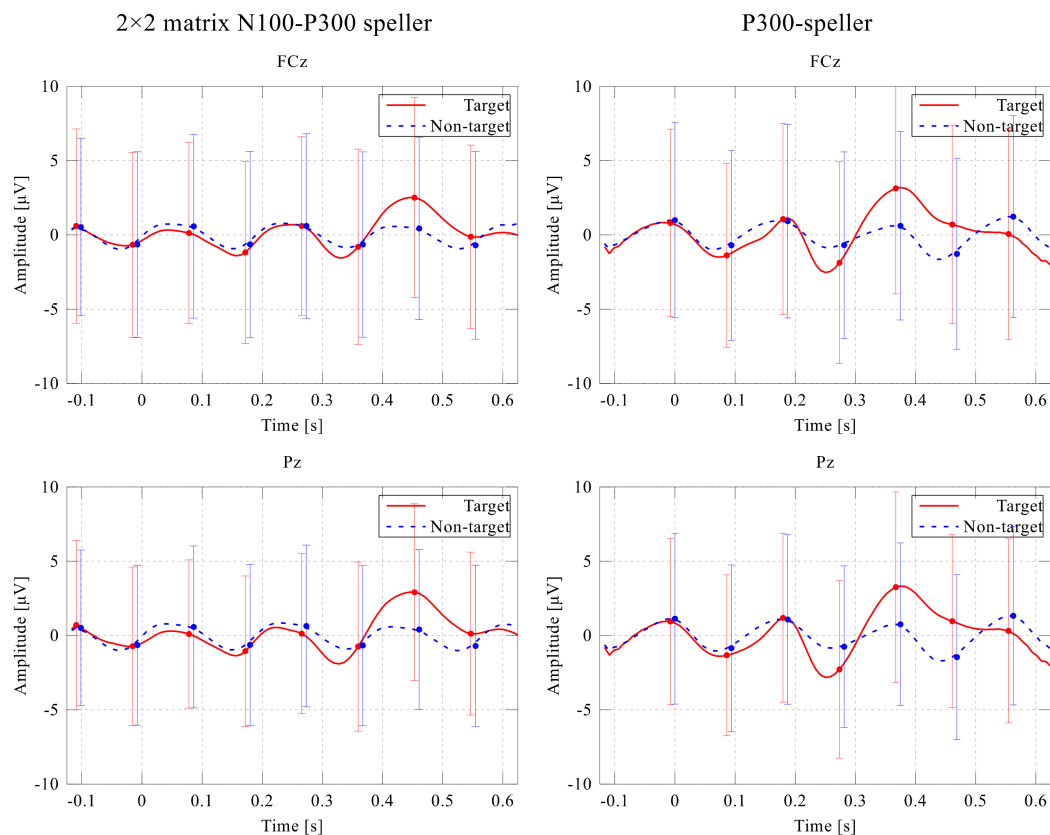 2×2 matrix N100-P300 speller
P300-speller
FCz
Amplitude [µV]
10
5
0
-5
-10
Target
Non-target
-0.1 0 0.1 0.2 0.3 0.4 0.5 0.6
Time [s]
FCz
Amplitude [µV]
10
5
0
-5
-10
Target
Non-target
-0.1 0 0.1 0.2 0.3 0.4 0.5 0.6
Time [s]
Pz
Amplitude [µV]
10
5
0
-5
-10
Target
Non-target
-0.1 0 0.1 0.2 0.3 0.4 0.5 0.6
Time [s]
Pz
Amplitude [µV]
10
5
0
-5
-10
Target
Non-target
-0.1 0 0.1 0.2 0.3 0.4 0.5 0.6
Time [s]